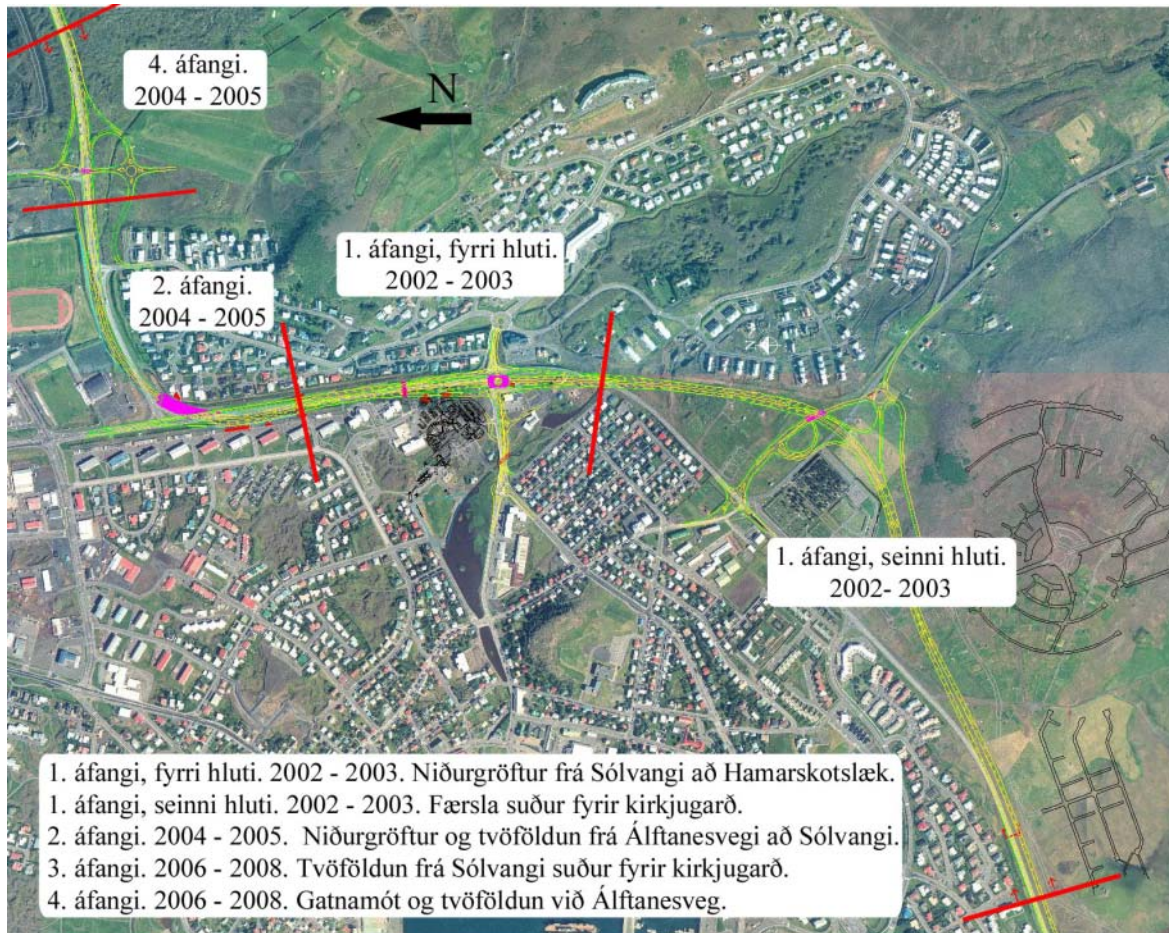 4. áfangi.
2004 - 2005
N
1. áfangi, fyrri hluti.
2002 - 2003
2. áfangi.
2004 - 2005
1. áfangi, seinni hluti.
2002- 2003
1. áfangi, fyrri hluti. 2002 - 2003. Niðurgröftur frá Sólvangi að Hamarskotslæk.
1. áfangi, seinni hluti. 2002 - 2003. Færsla suður fyrir kirkjugarð.
2. áfangi. 2004 - 2005. Niðurgröftur og tvöföldun frá Álftanesvegi að Sólvangi.
3. áfangi. 2006 - 2008. Tvöföldun frá Sólvangi suður fyrir kirkjugarð.
4. áfangi. 2006 - 2008. Gatnamót og tvöföldun við Álftanesveg.